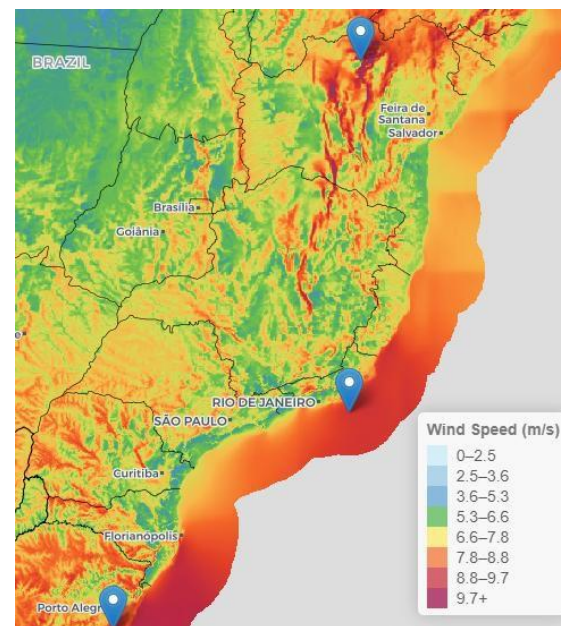 BRAZIL
Feira de
Santana
Salvador
Brasília
Goiânia
e
RIO DE JANEIRO
SÃO PAULO
Curitiba
Florianópolis
Porto Alegr
Wind Speed (m/s)
0–2.5
2.5–3.6
3.6–5.3
5.3–6.6
6.6–7.8
7.8–8.8
8.8–9.7
9.7+